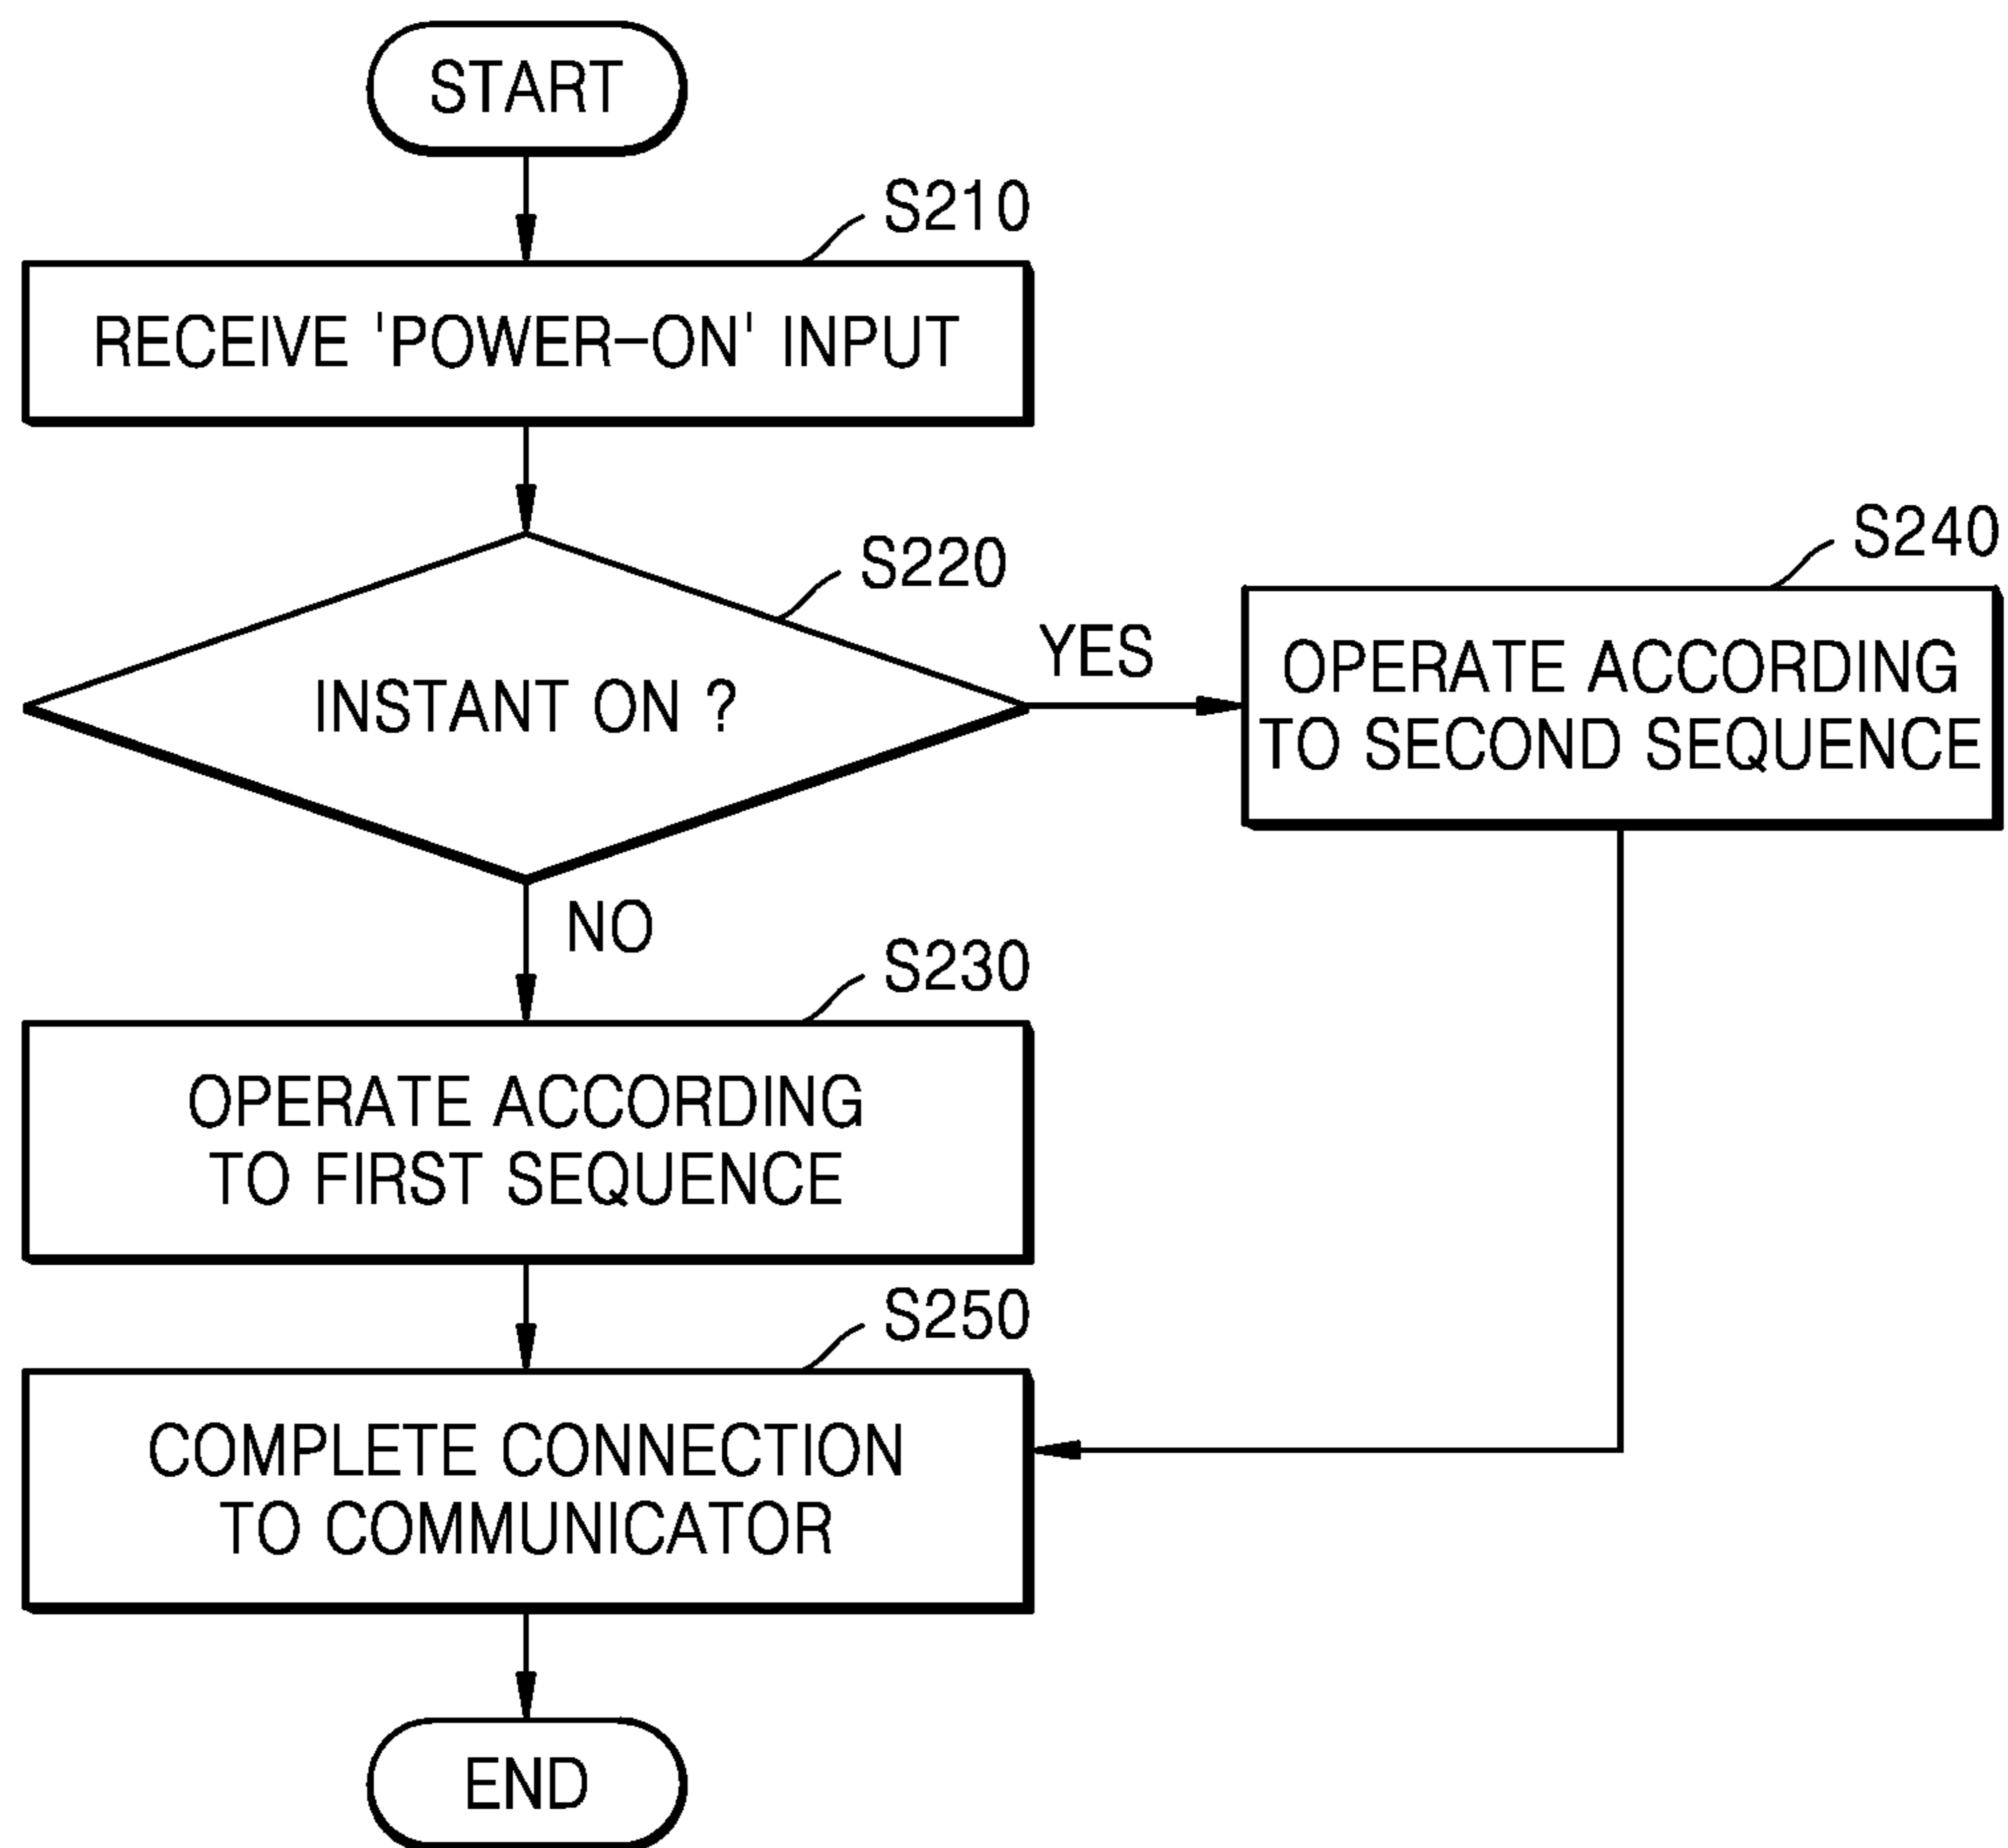 START
S210
RECEIVE 'POWER-ON' INPUT
S220
INSTANT ON ?
YES
S240
OPERATE ACCORDING
TO SECOND SEQUENCE
NO
S230
OPERATE ACCORDING
TO FIRST SEQUENCE
S250
COMPLETE CONNECTION
TO COMMUNICATOR
END